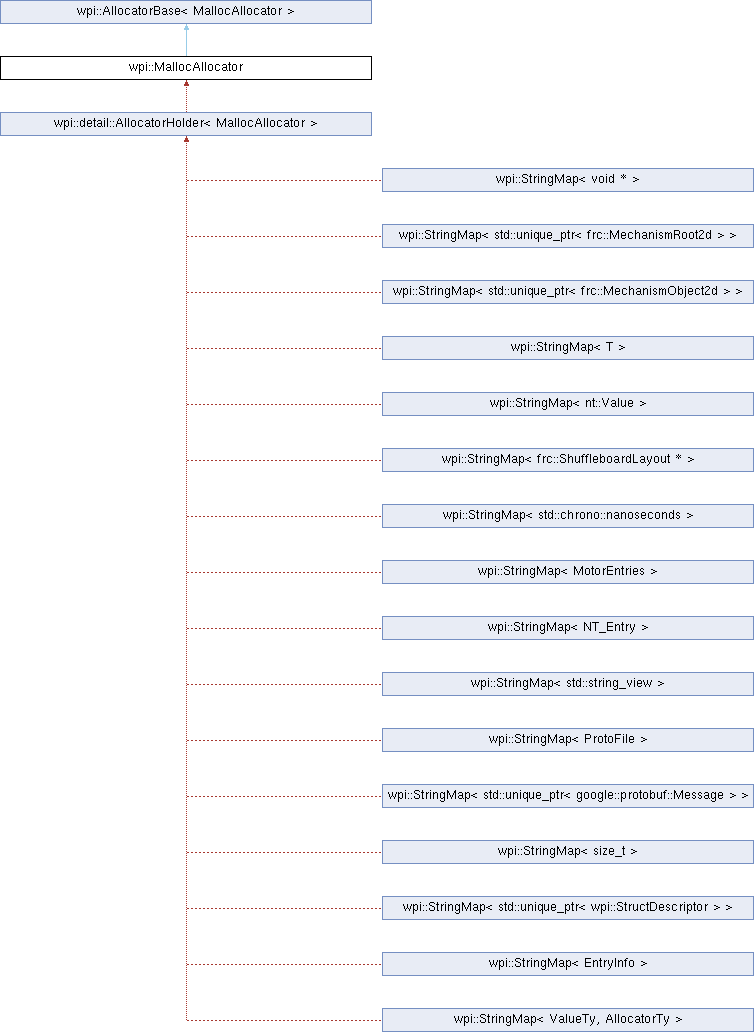 wpi::AllocatorBase< MallocAllocator >
wpi::MallocAllocator
wpi::detail::AllocatorHolder< MallocAllocator >
wpi::StringMap< void * >
wpi::StringMap< std::unique_ptr< frc::MechanismRoot2d > >
wpi::StringMap< std::unique_ptr< frc::MechanismObject2d > >
wpi::StringMap< T >
wpi::StringMap< nt::Value >
wpi::StringMap< frc::ShuffleboardLayout * >
wpi::StringMap< std::chrono::nanoseconds >
wpi::StringMap< MotorEntries >
wpi::StringMap< NT_Entry >
wpi::StringMap< std::string_view >
wpi::StringMap< ProtoFile >
wpi::StringMap< std::unique_ptr< google::protobuf::Message > >
wpi::StringMap< size_t >
wpi::StringMap< std::unique_ptr< wpi::StructDescriptor > >
wpi::StringMap< EntryInfo >
wpi::StringMap< ValueTy, AllocatorTy >